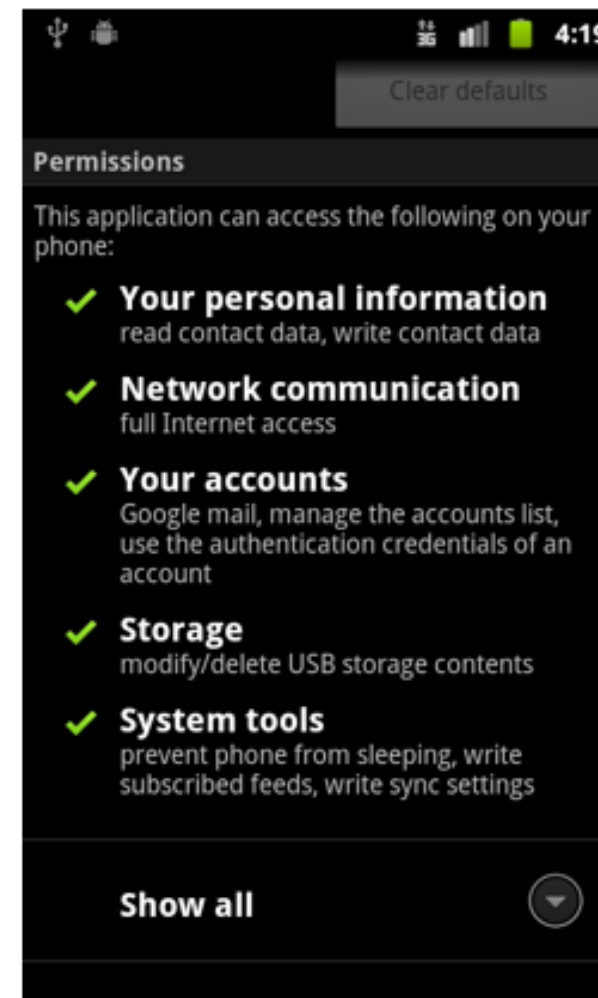 3G
4:19
Clear defaults
Permissions
This application can access the following on your
phone:
Your personal information
read contact data, write contact data
Network communication
full Internet access
Your accounts
Google mail, manage the accounts list,
use the authentication credentials of an
account
Storage
modify/delete USB storage contents
System tools
prevent phone from sleeping, write
subscribed feeds, write sync settings
Show all